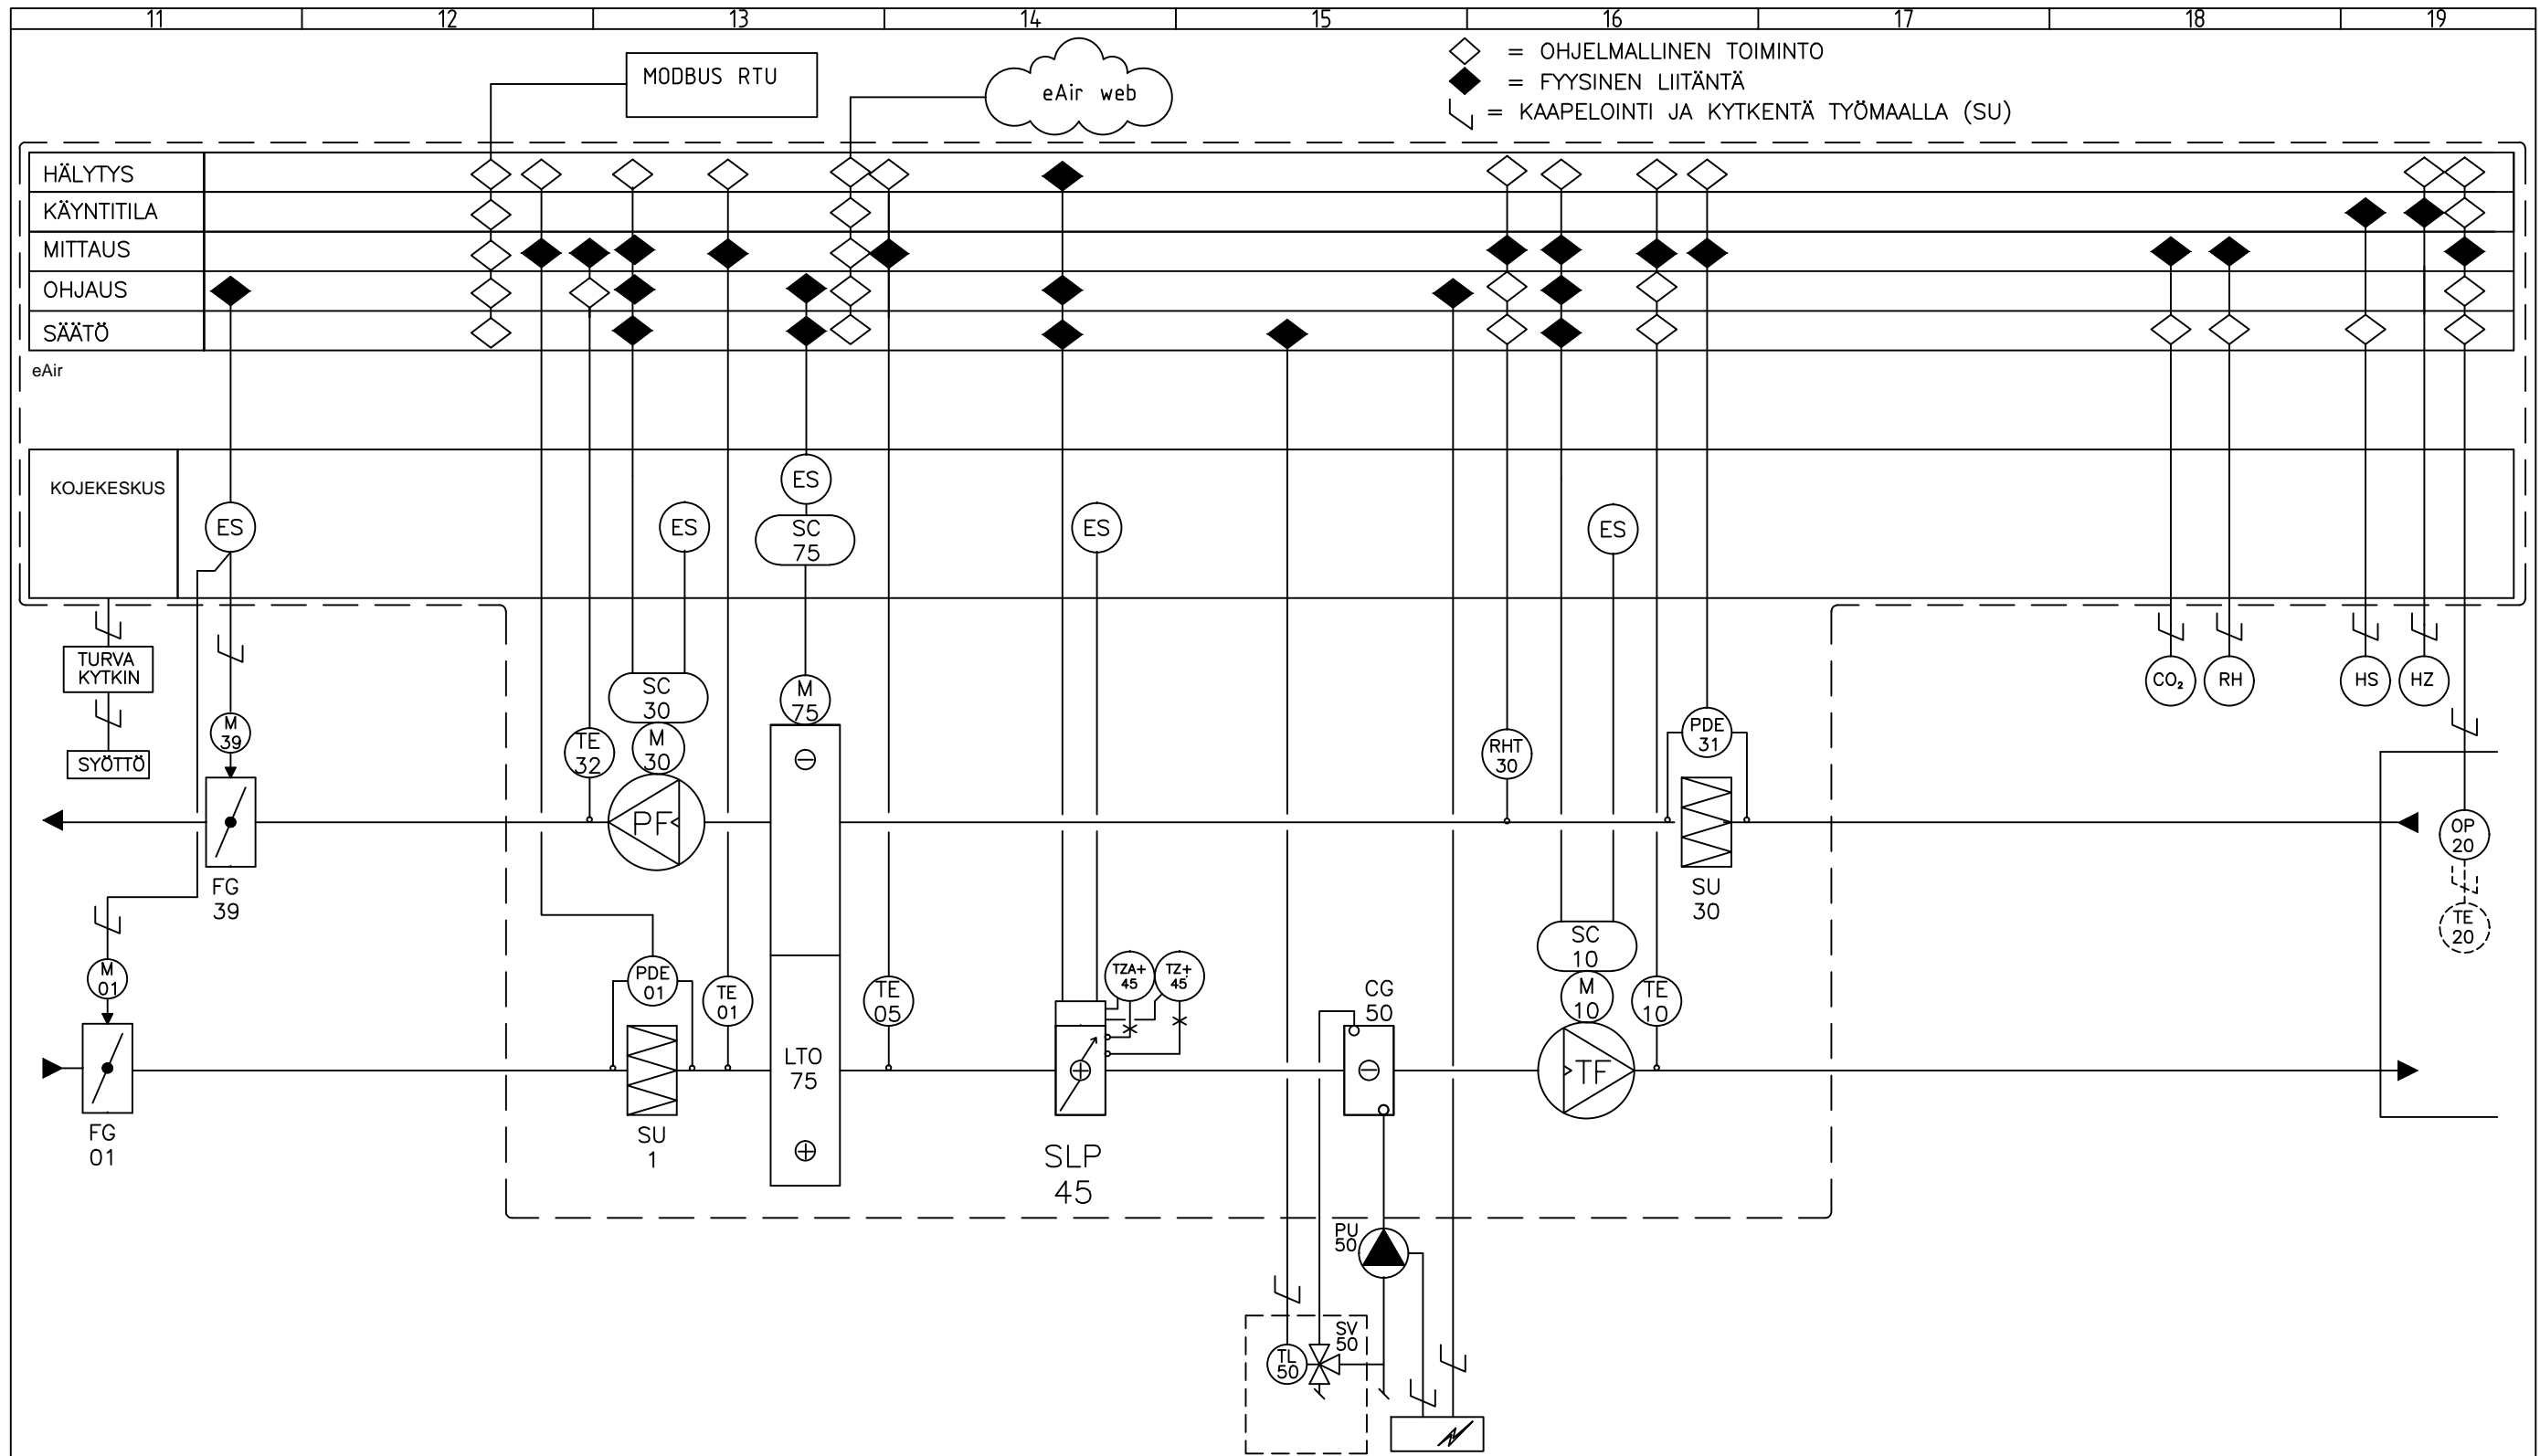 11 12 13 14 15 16 17 18 19
= OHJELMALLINEN TOIMINTO
= FYYSINEN LIITÄNTÄ
= KAAPELOINTI JA KYTKENTÄ TYÖMAALLA (SU)
MODBUS RTU
eAir web
HÄLYTYS
KÄYNTITILA
MITTAUS
OHJAUS
SÄÄTÖ
eAir
KOJEKESKUS
ES
ES
ES
SC
75
ES
ES
TURVA
KYTKIN
SYÖTTÖ
M
39
TE
32
SC
30
M
30
M
75
RHT
30
PDE
31
CO₂
RH
HS
HZ
PF
FG
39
SU
30
OP
20
TE
20
M
01
PDE
01
TE
01
TE
05
TZA+
45
TZ+
45
CG
50
SC
10
M
10
TE
10
FG
01
SU
1
LTO
75
SLP
45
TF
PU
50
SV
50
TL
50